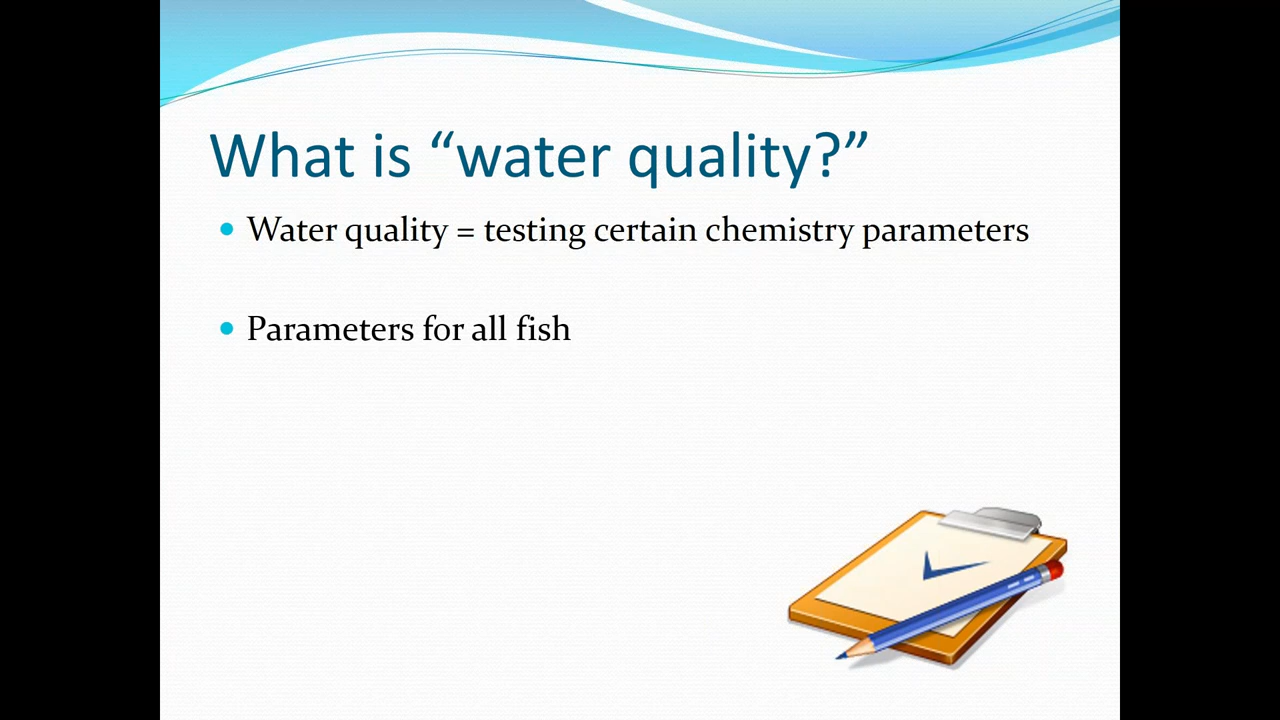 What is “water quality?”
Water quality = testing certain chemistry parameters
Parameters for all fish